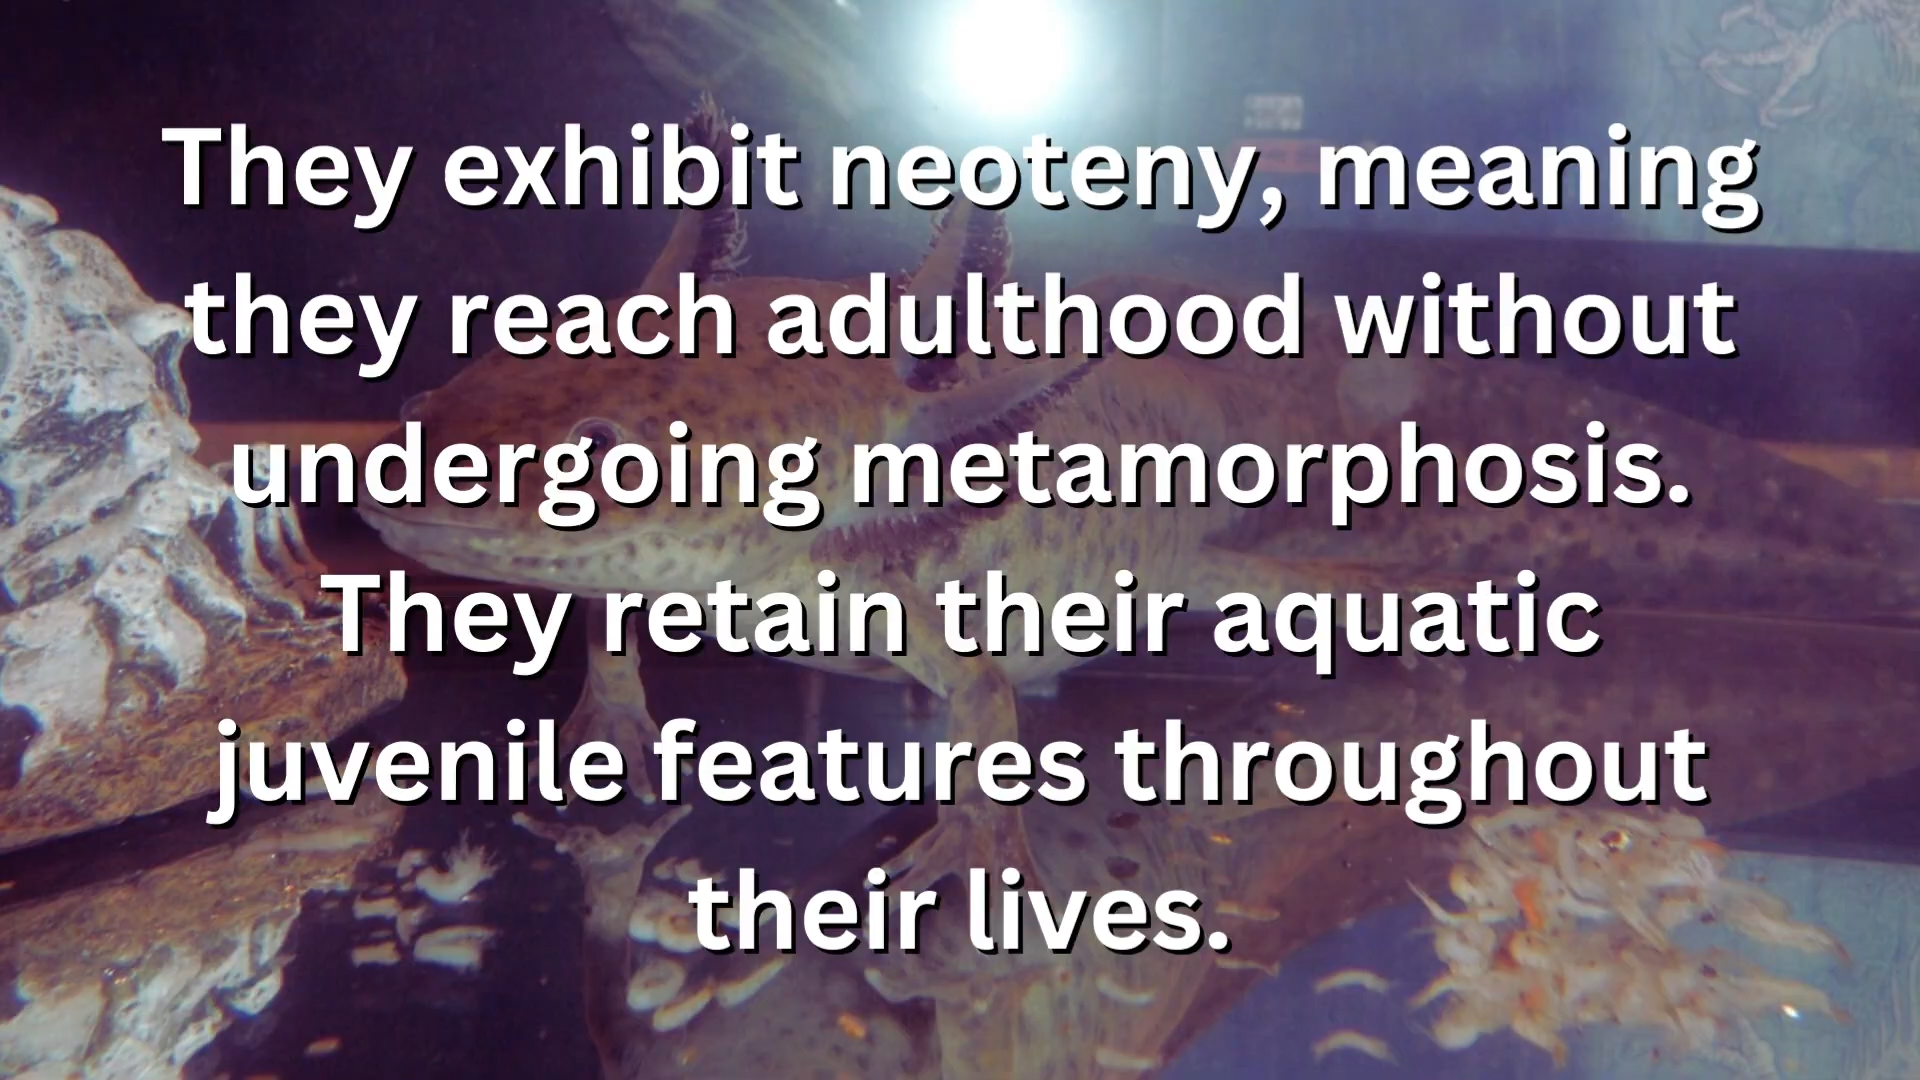 They exhibit neoteny, meaning
they reach adulthood without
undergoing metamorphosis.
They retain their aquatic
juvenile features throughout
their lives.